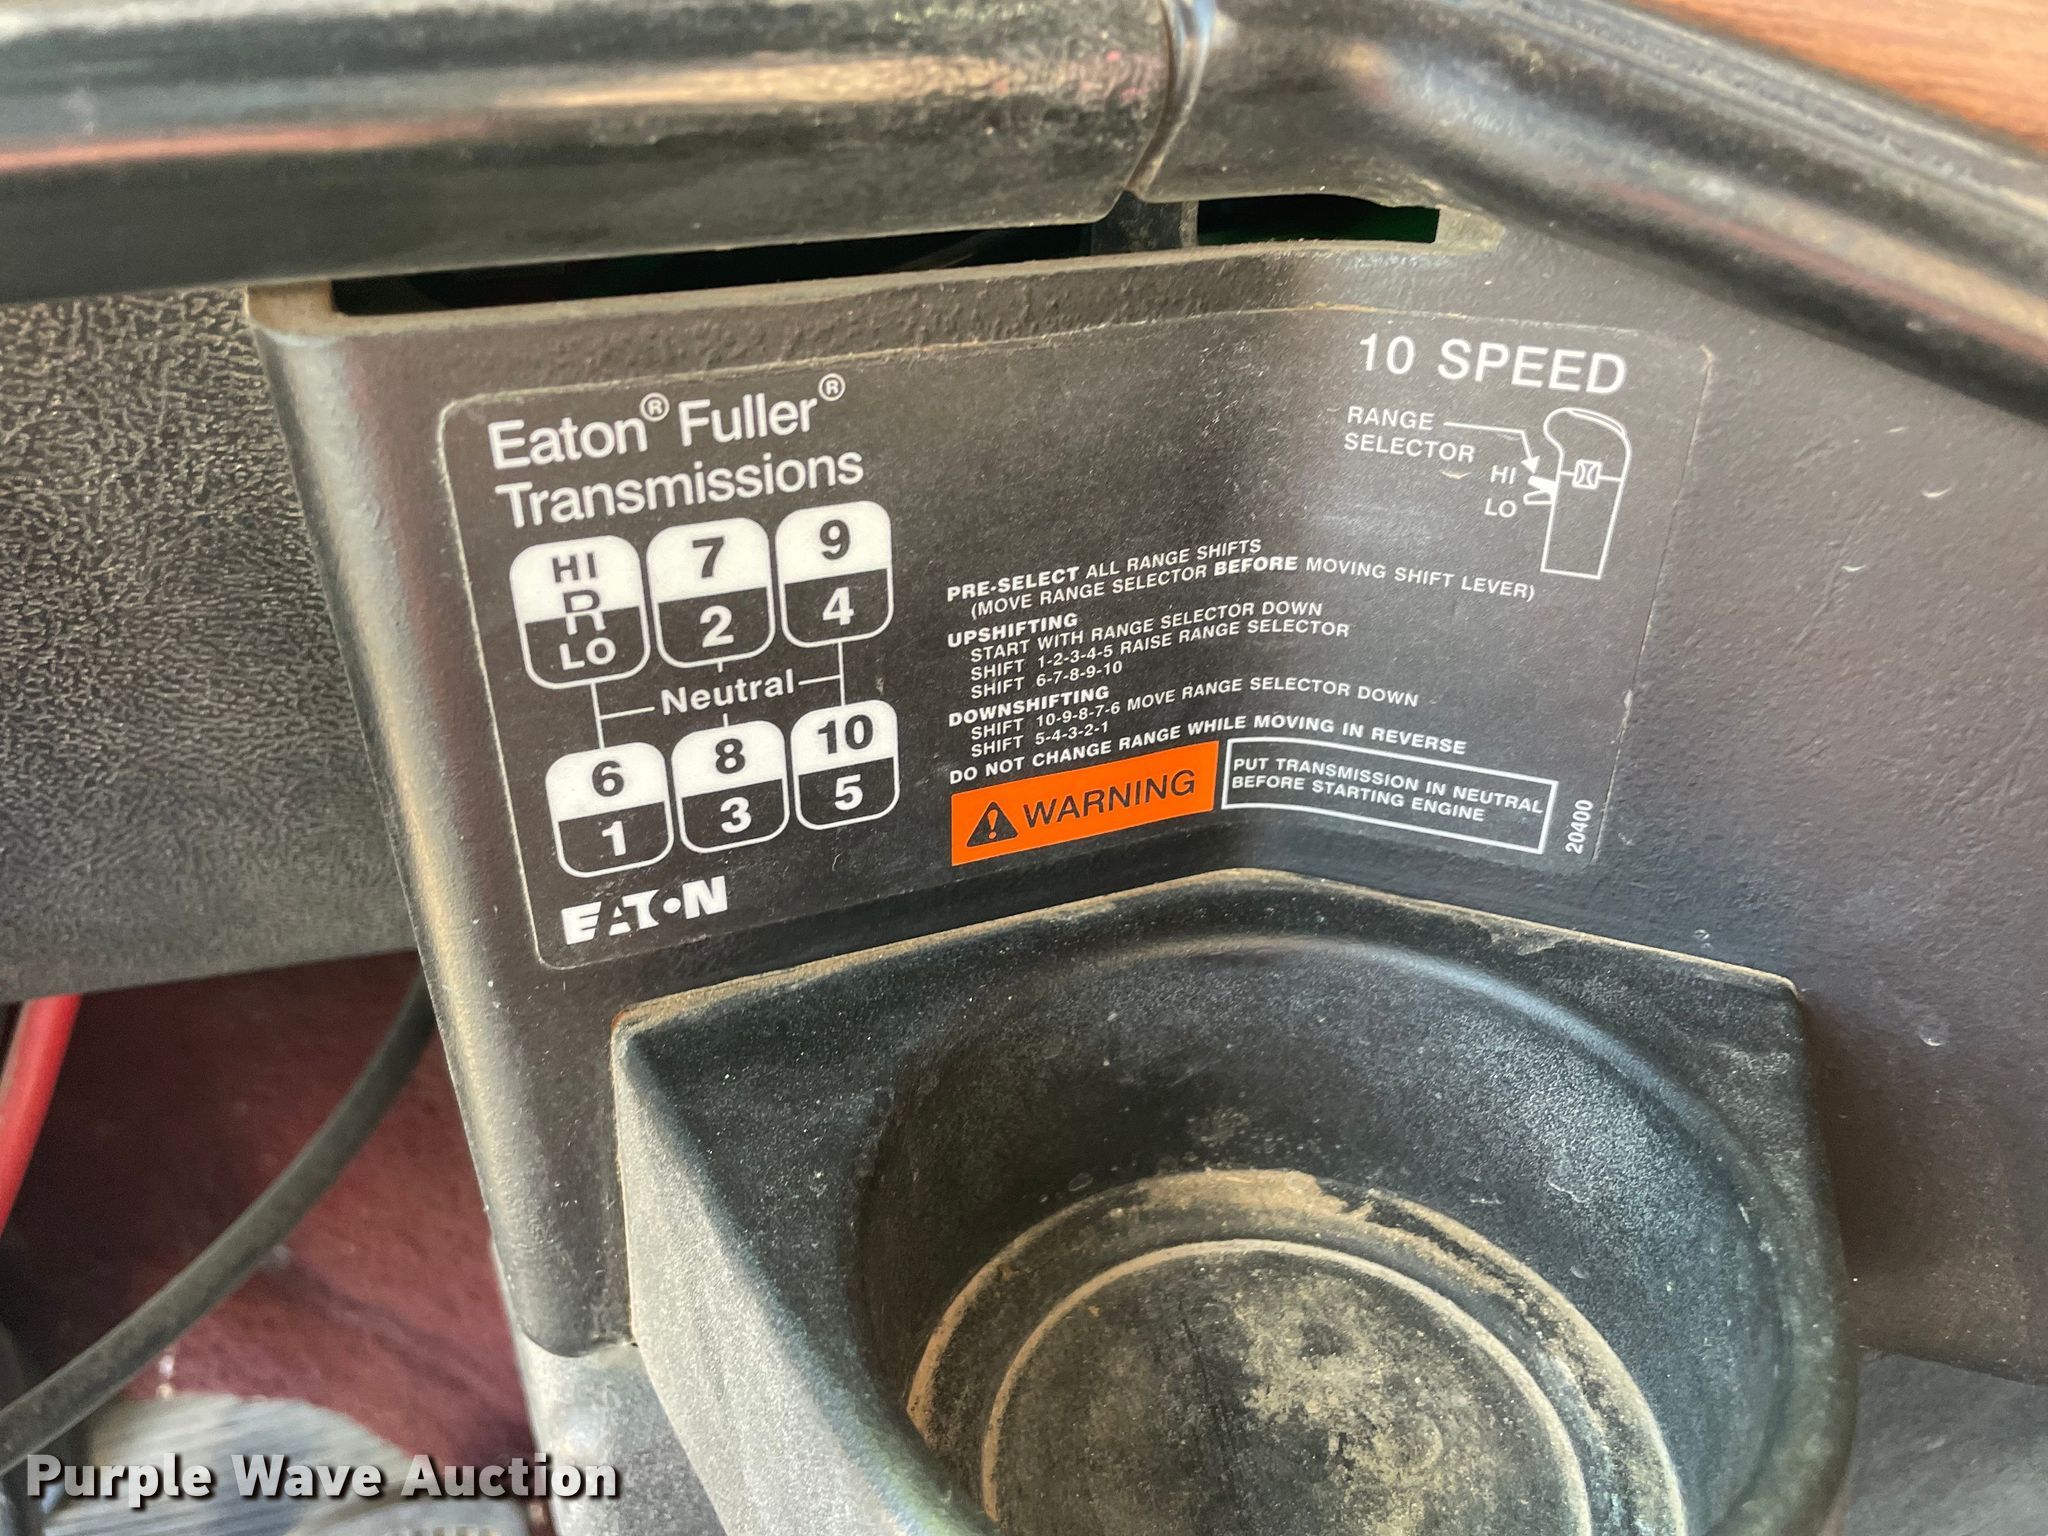 Eaton® Fuller®
Transmissions
HI
R
LO
7
2
9
4
Neutral
6
1
8
3
10
5
EATON
10 SPEED
RANGE
SELECTOR
HI
LO
PRE-SELECT ALL RANGE SHIFTS
(MOVE RANGE SELECTOR BEFORE MOVING SHIFT LEVER)
UPSHIFTING
START WITH RANGE SELECTOR DOWN
SHIFT 1-2-3-4-5 RAISE RANGE SELECTOR
SHIFT 6-7-8-9-10
DOWNSHIFTING
SHIFT 10-9-8-7-6 MOVE RANGE SELECTOR DOWN
SHIFT 5-4-3-2-1
DO NOT CHANGE RANGE WHILE MOVING IN REVERSE
WARNING
PUT TRANSMISSION IN NEUTRAL
BEFORE STARTING ENGINE
20400
Purple Wave Auction